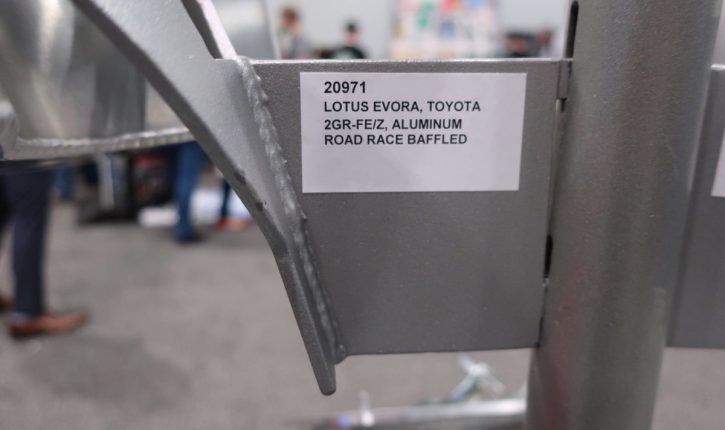 20971
LOTUS EVORA, TOYOTA
2GR-FE/Z, ALUMINUM
ROAD RACE BAFFLED